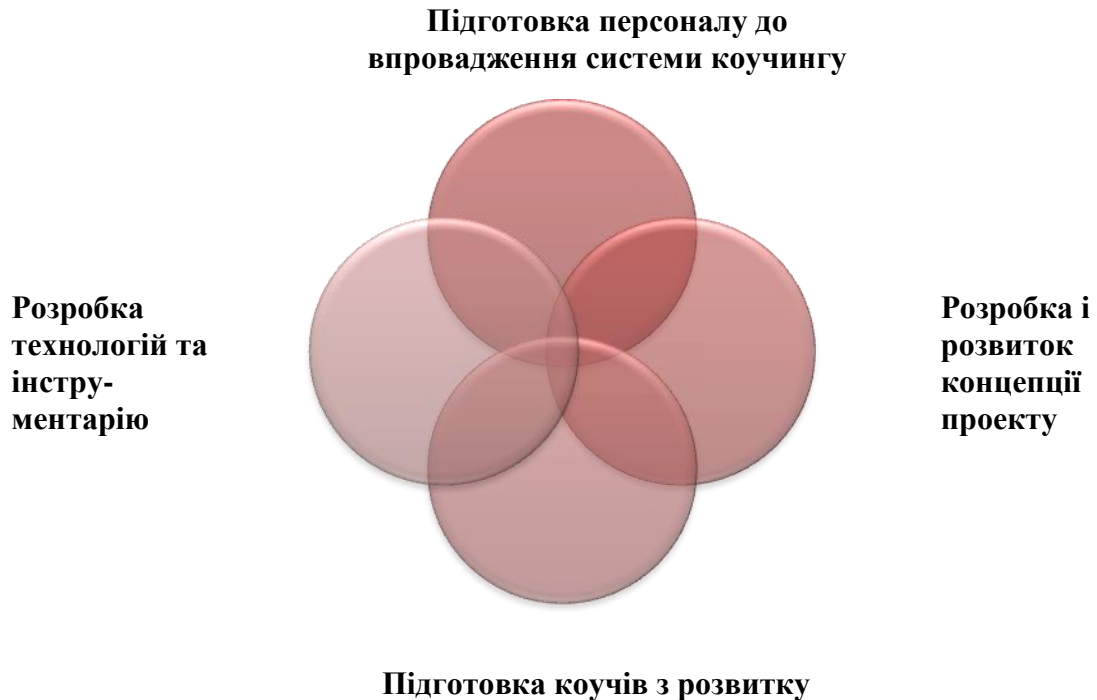 Підготовка персоналу до
впровадження системи коучингу
Розробка
технологій та
інстру-
ментарію
Розробка і
розвиток
концепції
проекту
Підготовка коучів з розвитку